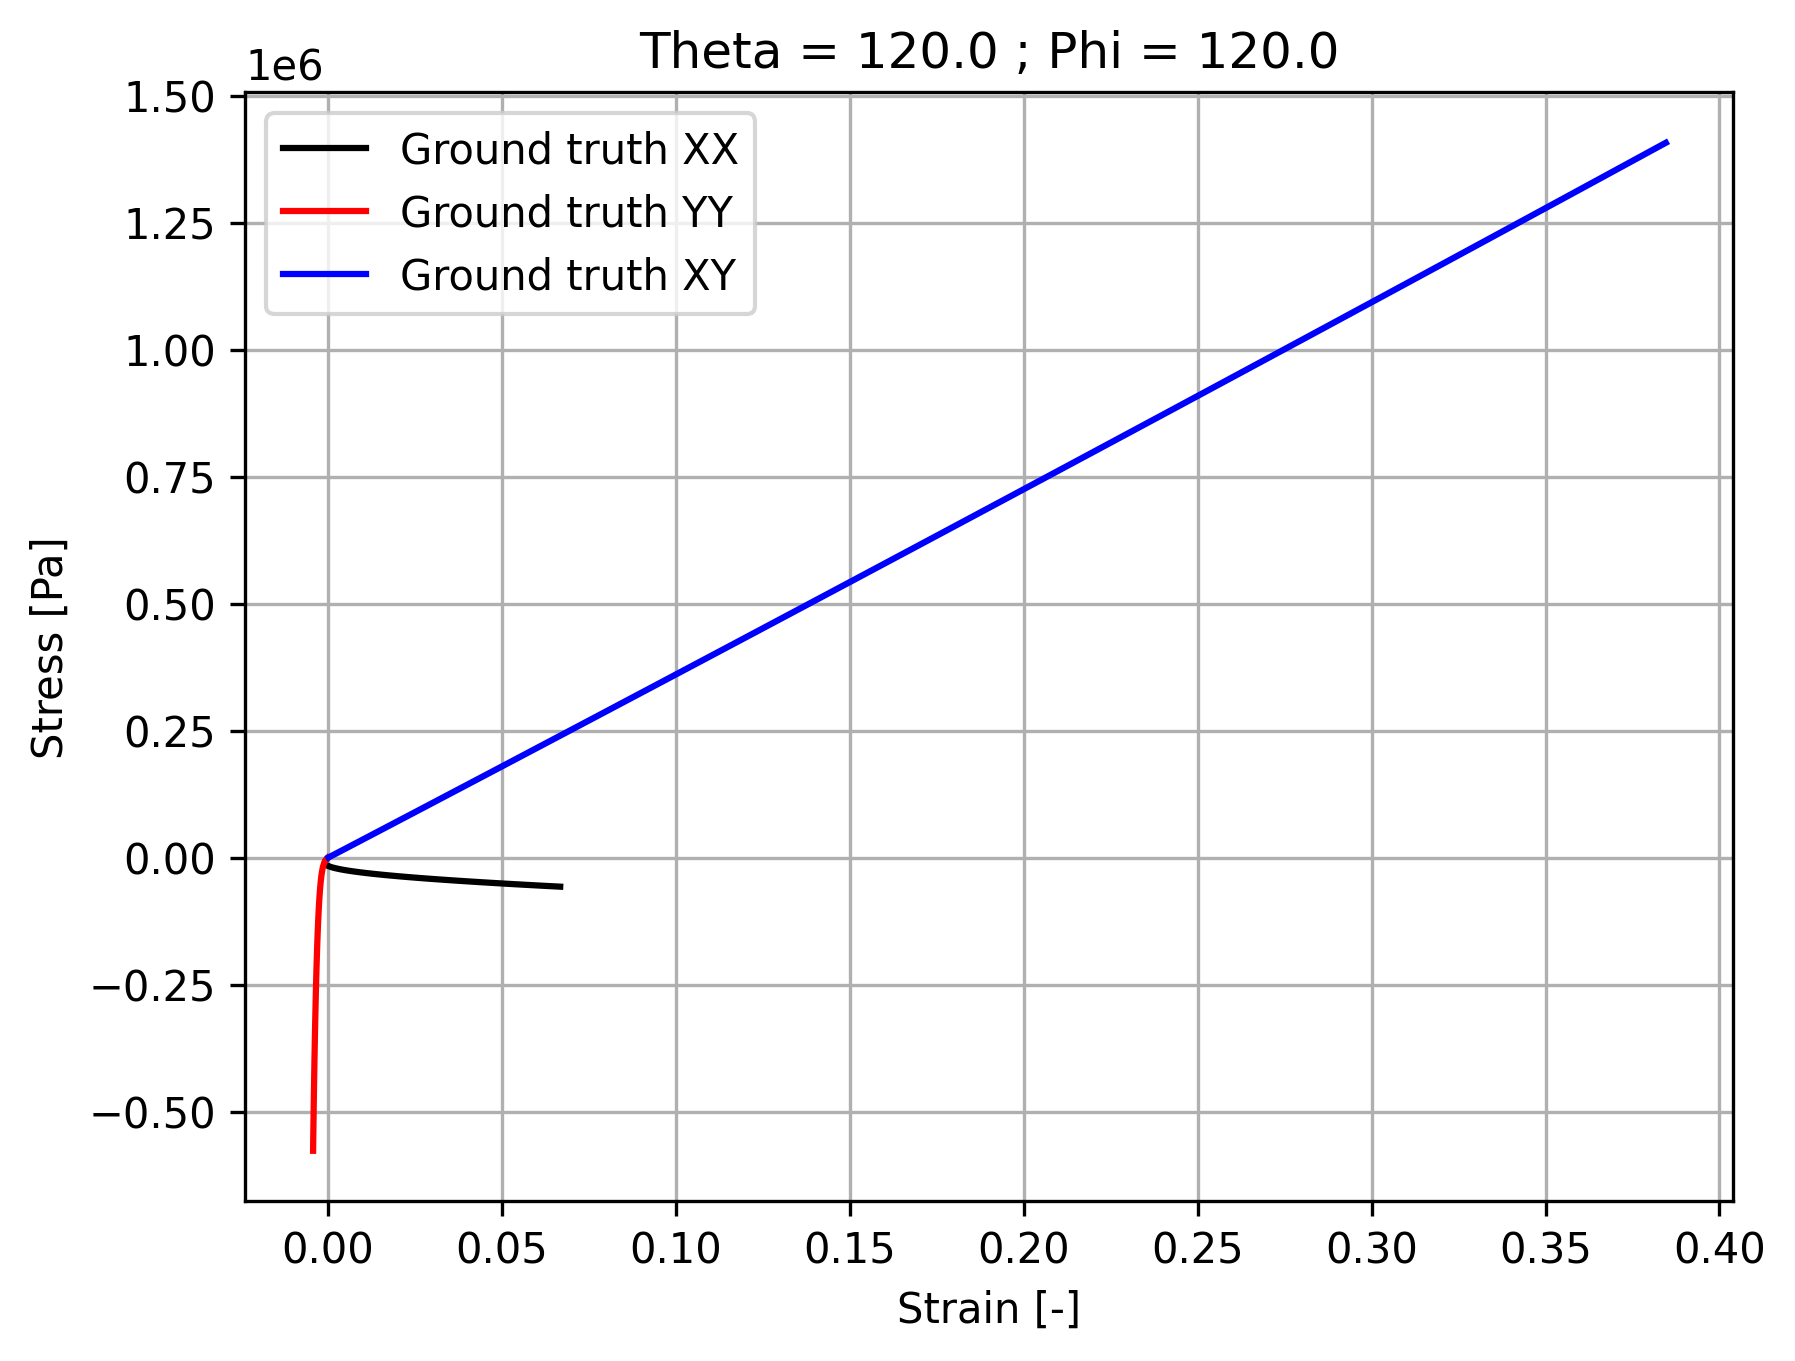 Theta = 120.0 ; Phi = 120.0
1e6
1.50
1.25
1.00
0.75
0.50
0.25
0.00
−0.25
−0.50
Stress [Pa]
Ground truth XX
Ground truth YY
Ground truth XY
0.00 0.05 0.10 0.15 0.20 0.25 0.30 0.35 0.40
Strain [-]